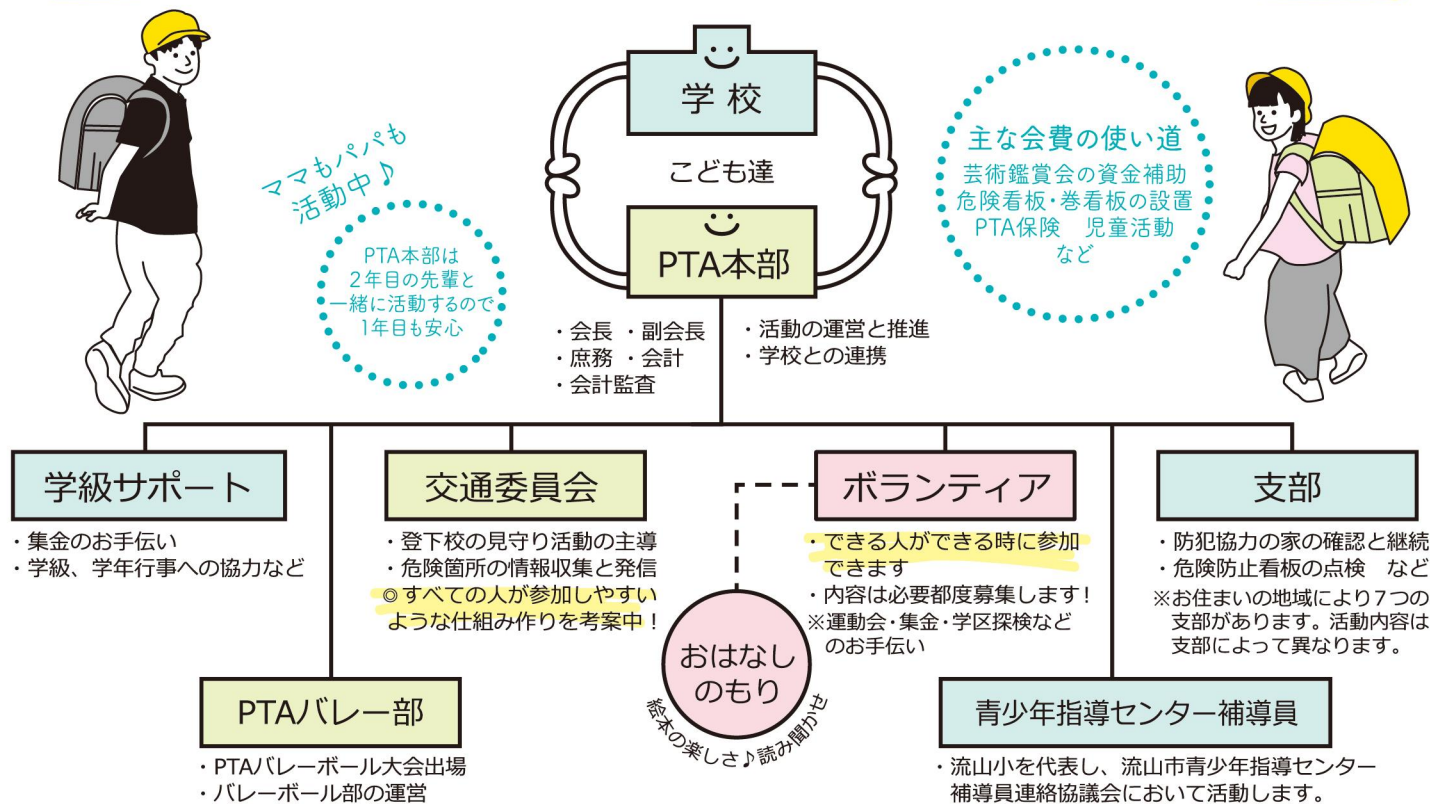 学校
こども達
PTA本部
ママもパパも
活動中♪
PTA本部は
2年目の先輩と
一緒に活動するので
1年目も安心
主な会費の使い道
芸術鑑賞会の資金補助
危険看板・巻看板の設置
PTA保険　児童活動
など
・会長 ・副会長
・庶務 ・会計
・会計監査
・活動の運営と推進
・学校との連携
学級サポート
・集金のお手伝い
・学級、学年行事への協力など
交通委員会
・登下校の見守り活動の主導
・危険箇所の情報収集と発信
◎すべての人が参加しやすい
ような仕組み作りを考案中！
ボランティア
・できる人ができる時に参加
できます
・内容は必要都度募集します！
※運動会・集金・学区探検など
のお手伝い
支部
・防犯協力の家の確認と継続
・危険防止看板の点検　など
※お住まいの地域により7つの
支部があります。活動内容は
支部によって異なります。
PTAバレー部
・PTAバレーボール大会出場
・バレーボール部の運営
おはなし
のもり
絵本の楽しさ♪読み聞かせ
青少年指導センター補導員
・流山小を代表し、流山市青少年指導センター
補導員連絡協議会において活動します。